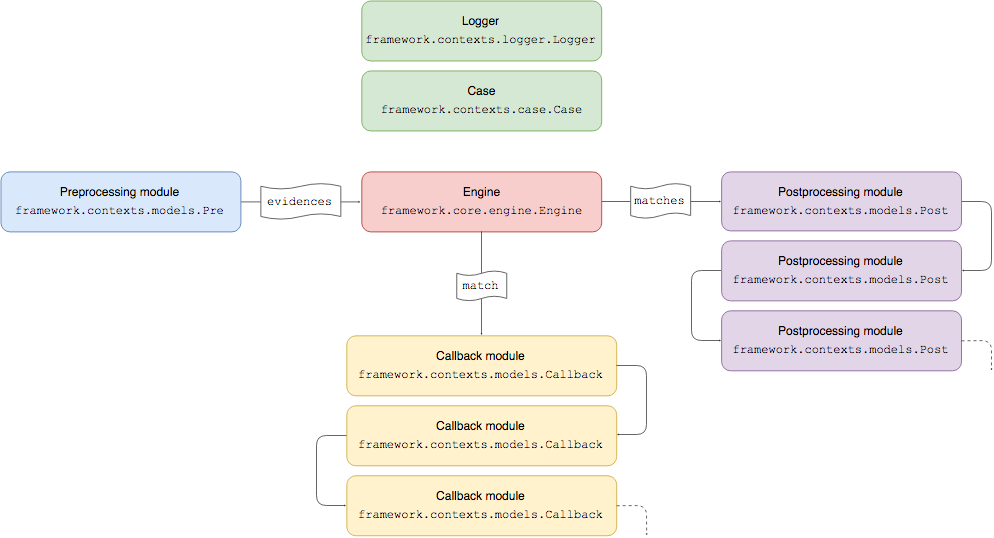 Logger
framework.contexts.logger.Logger
Case
framework.contexts.case.Case
Preprocessing module
framework.contexts.models.Pre
evidences
Engine
framework.core.engine.Engine
matches
Postprocessing module
framework.contexts.models.Post
Postprocessing module
framework.contexts.models.Post
Postprocessing module
framework.contexts.models.Post
match
Callback module
framework.contexts.models.Callback
Callback module
framework.contexts.models.Callback
Callback module
framework.contexts.models.Callback